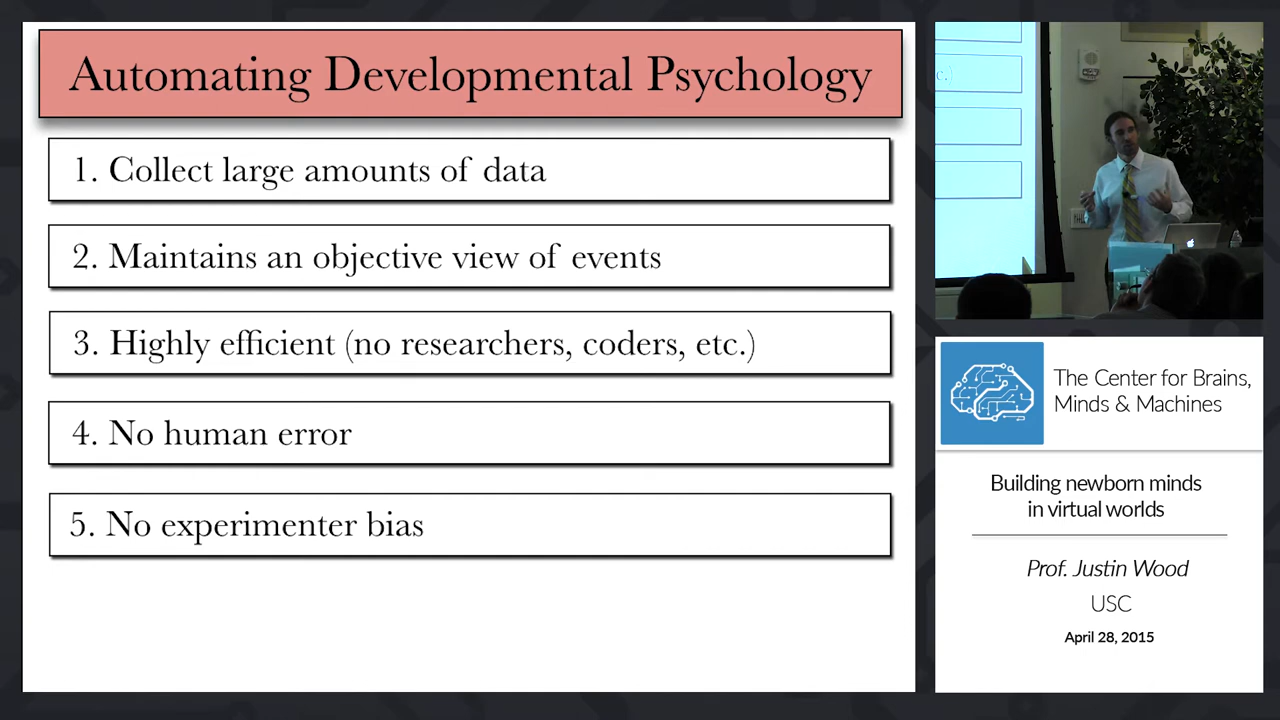 Automating Developmental Psychology
1. Collect large amounts of data
2. Maintains an objective view of events
3. Highly efficient (no researchers, coders, etc.)
4. No human error
5. No experimenter bias
c.)
The Center for Brains,
Minds & Machines
Building newborn minds
in virtual worlds
Prof. Justin Wood
USC
April 28, 2015